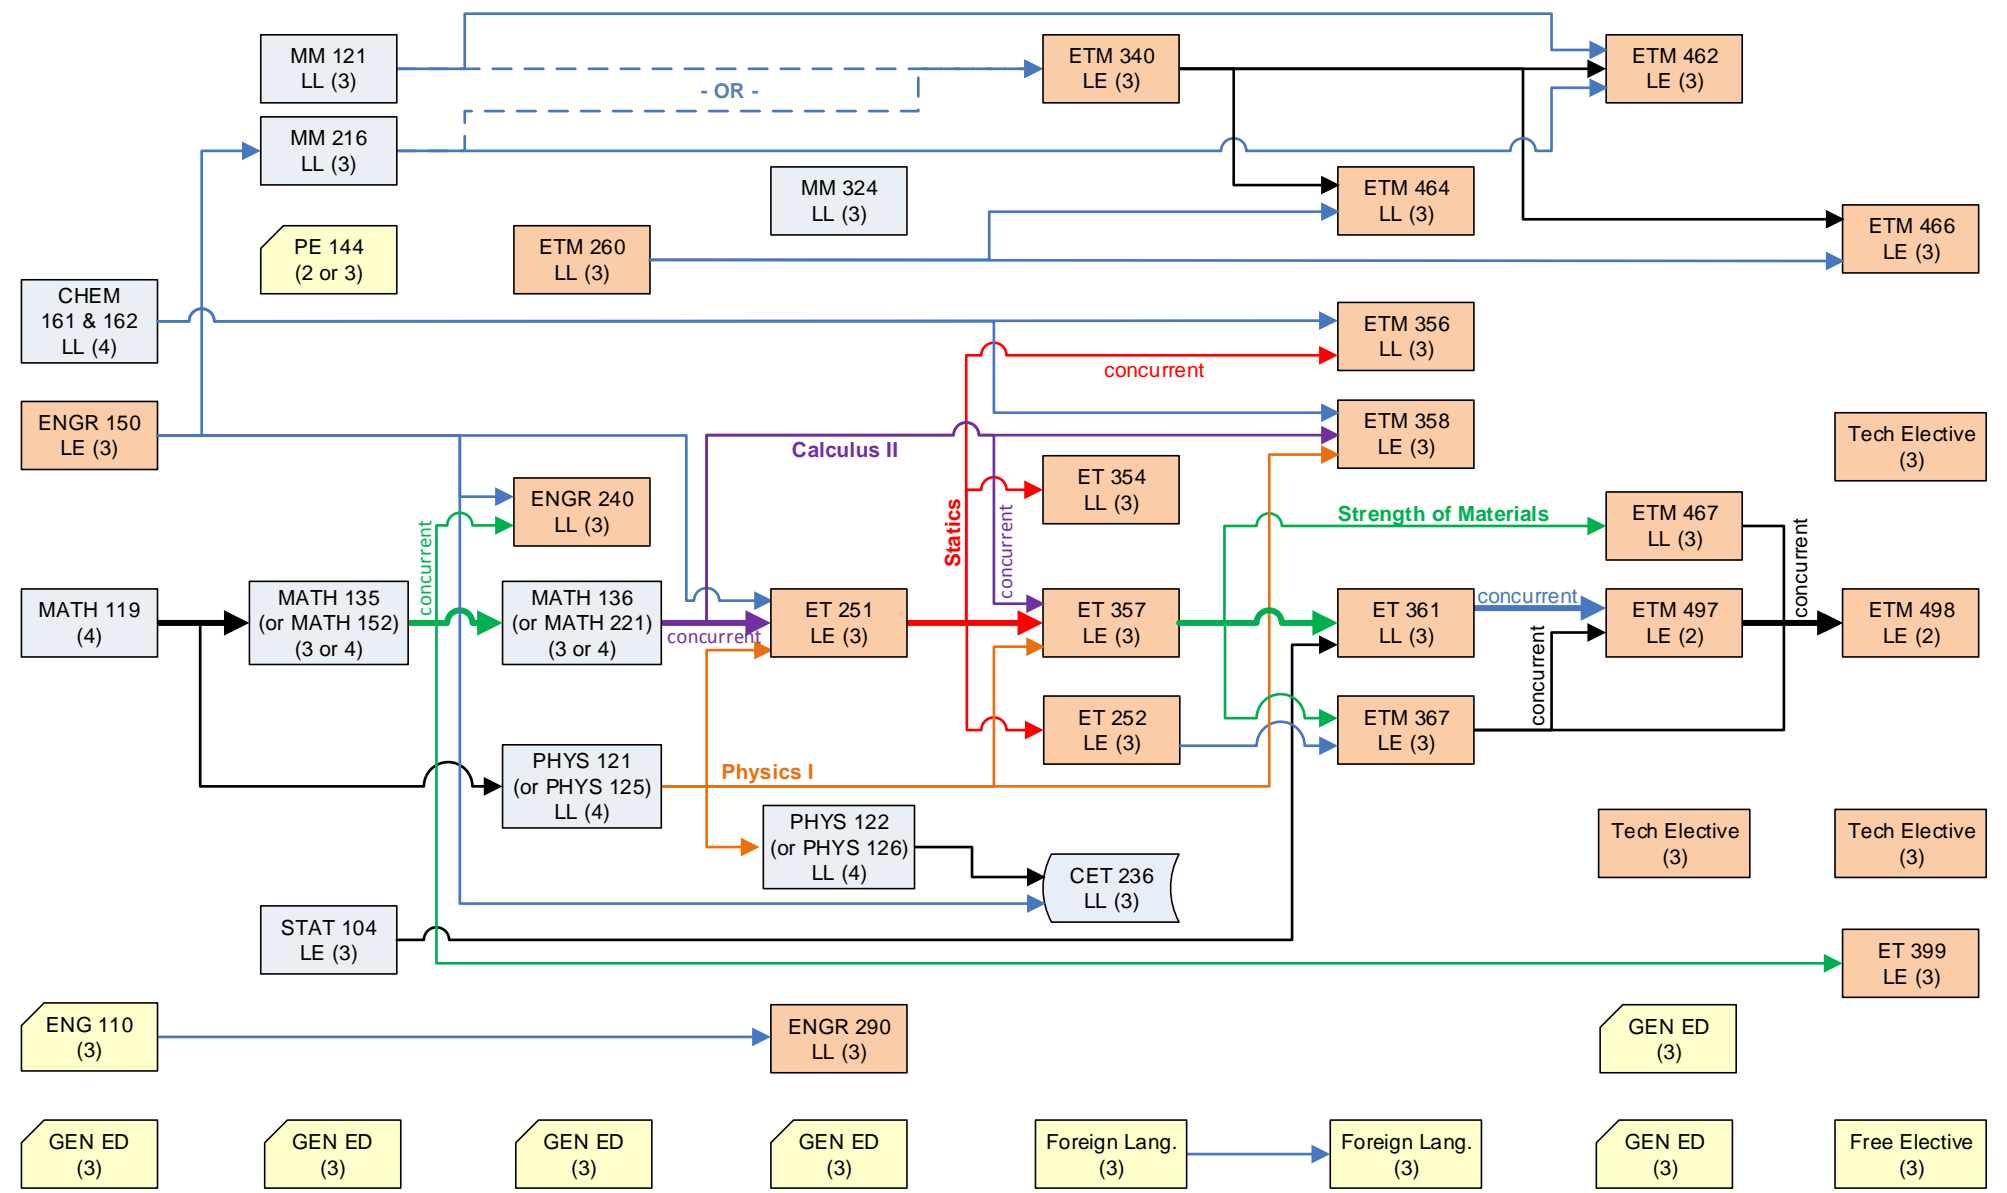 MM 121
LL (3)
ETM 340
LE (3)
ETM 462
LE (3)
- OR -
MM 216
LL (3)
MM 324
LL (3)
ETM 464
LL (3)
PE 144
(2 or 3)
ETM 260
LL (3)
ETM 466
LE (3)
CHEM
161 & 162
LL (4)
ETM 356
LL (3)
concurrent
ENGR 150
LE (3)
Calculus II
ETM 358
LE (3)
Tech Elective
(3)
ENGR 240
LL (3)
concurrent
Statics
ET 354
LL (3)
concurrent
Strength of Materials
ETM 467
LL (3)
concurrent
MATH 119
(4)
MATH 135
(or MATH 152)
(3 or 4)
MATH 136
(or MATH 221)
(3 or 4)
concurrent
ET 251
LE (3)
ET 357
LE (3)
ET 361
LL (3)
concurrent
ETM 497
LE (2)
ETM 498
LE (2)
concurrent
ET 252
LE (3)
ETM 367
LE (3)
PHYS 121
(or PHYS 125)
LL (4)
Physics I
PHYS 122
(or PHYS 126)
LL (4)
CET 236
LL (3)
Tech Elective
(3)
Tech Elective
(3)
STAT 104
LE (3)
ET 399
LE (3)
ENG 110
(3)
ENGR 290
LL (3)
GEN ED
(3)
GEN ED
(3)
GEN ED
(3)
GEN ED
(3)
GEN ED
(3)
Foreign Lang.
(3)
Foreign Lang.
(3)
GEN ED
(3)
Free Elective
(3)